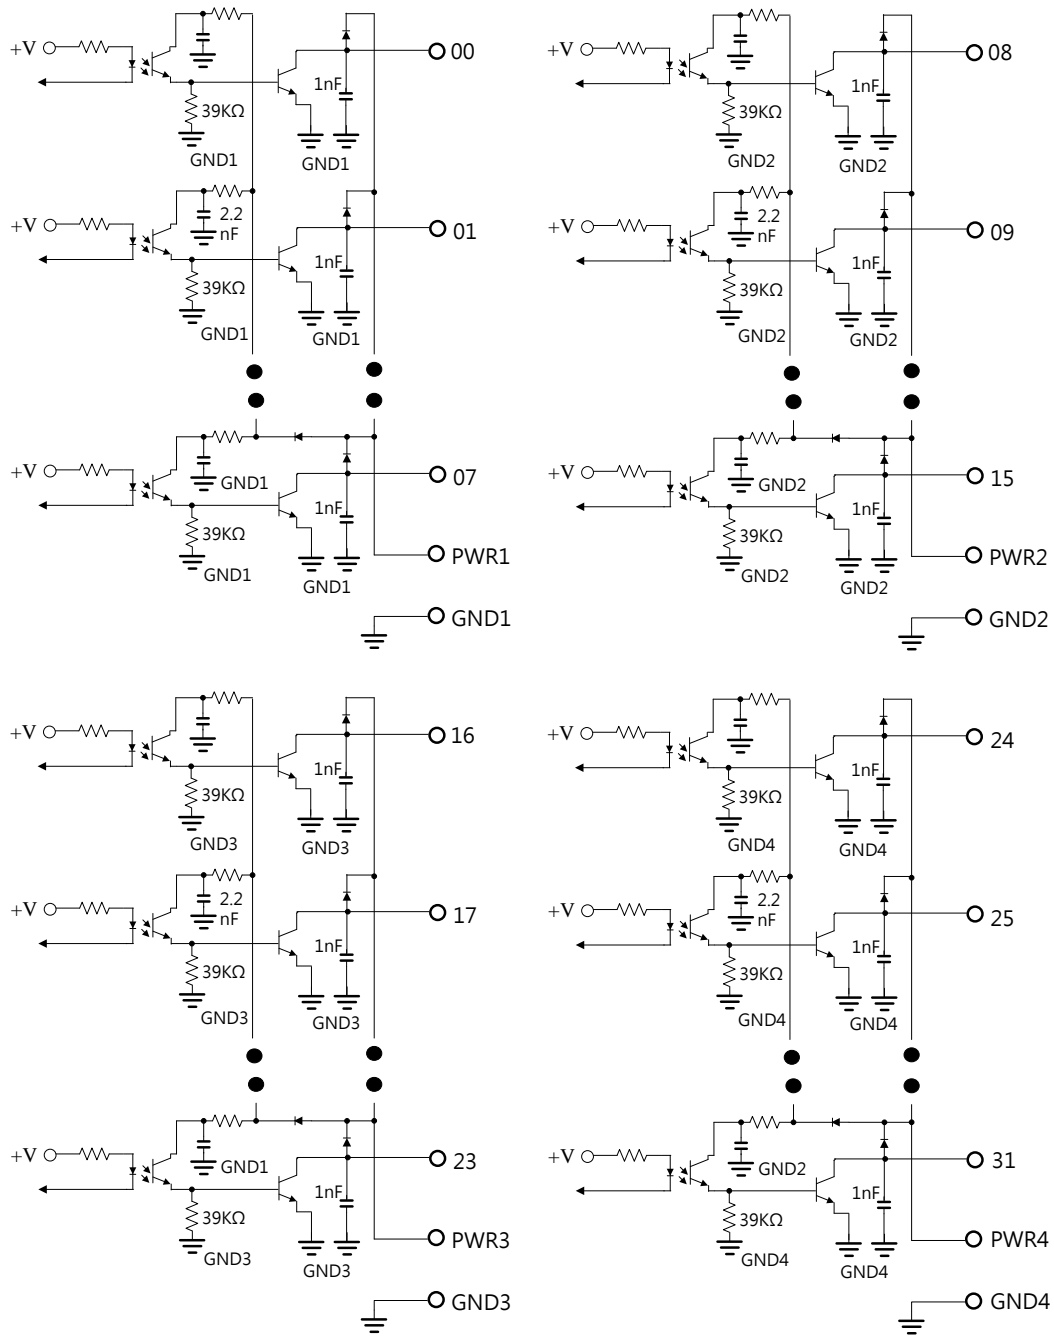 +V
00
1nF
39KΩ
GND1
GND1
+V
2.2
nF
01
1nF
39KΩ
GND1
GND1
+V
GND1
07
1nF
39KΩ
GND1
GND1
PWR1
GND1
+V
08
1nF
39KΩ
GND2
GND2
+V
2.2
nF
09
1nF
39KΩ
GND2
GND2
+V
GND2
15
1nF
39KΩ
GND2
GND2
PWR2
GND2
+V
16
1nF
39KΩ
GND3
GND3
+V
2.2
nF
17
1nF
39KΩ
GND3
GND3
+V
GND1
23
1nF
39KΩ
GND3
GND3
PWR3
GND3
+V
24
1nF
39KΩ
GND4
GND4
+V
2.2
nF
25
1nF
39KΩ
GND4
GND4
+V
GND2
31
1nF
39KΩ
GND4
GND4
PWR4
GND4